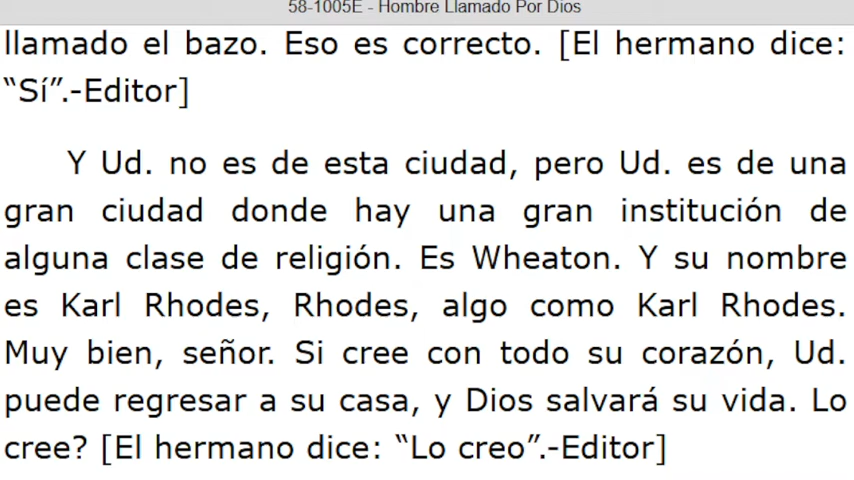 58-1005E - Hombre Llamado Por Dios
llamado el bazo. Eso es correcto. [El hermano dice:
“Sí”.-Editor]
Y Ud. no es de esta ciudad, pero Ud. es de una
gran ciudad donde hay una gran institución de
alguna clase de religión. Es Wheaton. Y su nombre
es Karl Rhodes, Rhodes, algo como Karl Rhodes.
Muy bien, señor. Si cree con todo su corazón, Ud.
puede regresar a su casa, y Dios salvará su vida. Lo
cree? [El hermano dice: “Lo creo”.-Editor]